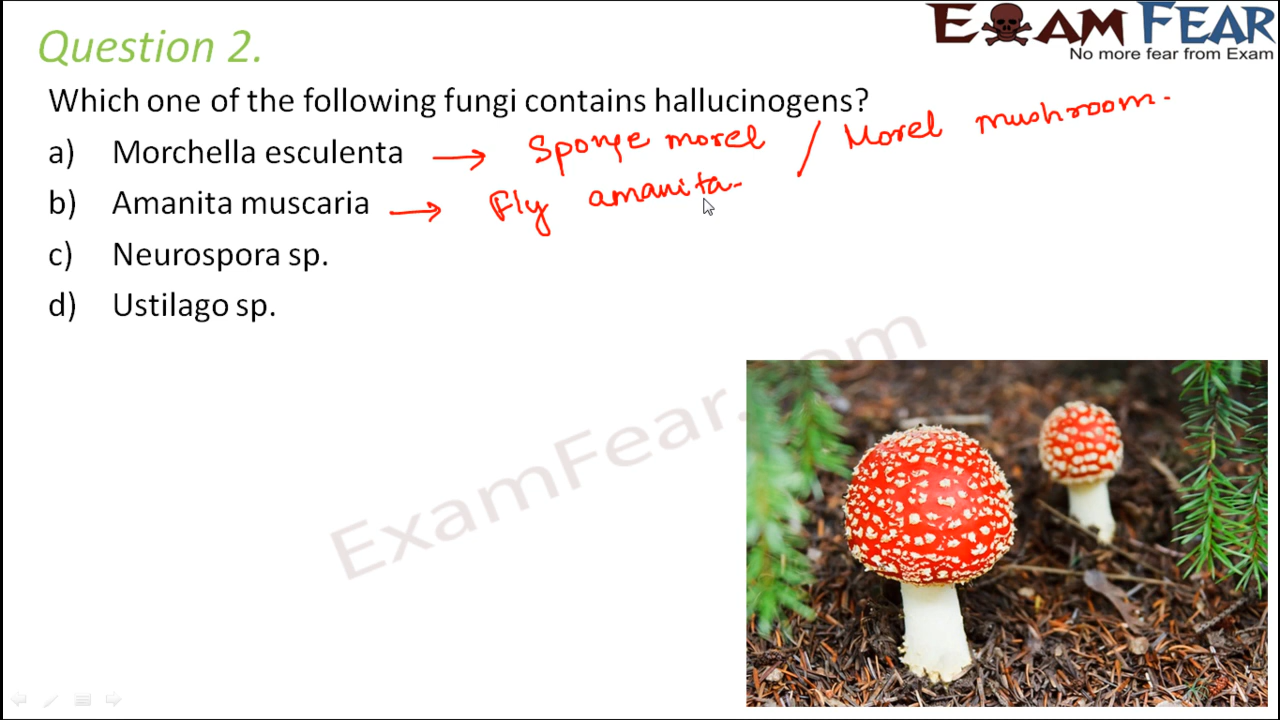 EXAM FEAR
No more fear from Exam
Question 2.
Which one of the following fungi contains hallucinogens?
a) Morchella esculenta → Sponge morel / Morel mushroom.
b) Amanita muscaria → Fly amanita.
c) Neurospora sp.
d) Ustilago sp.
ExamFear.com